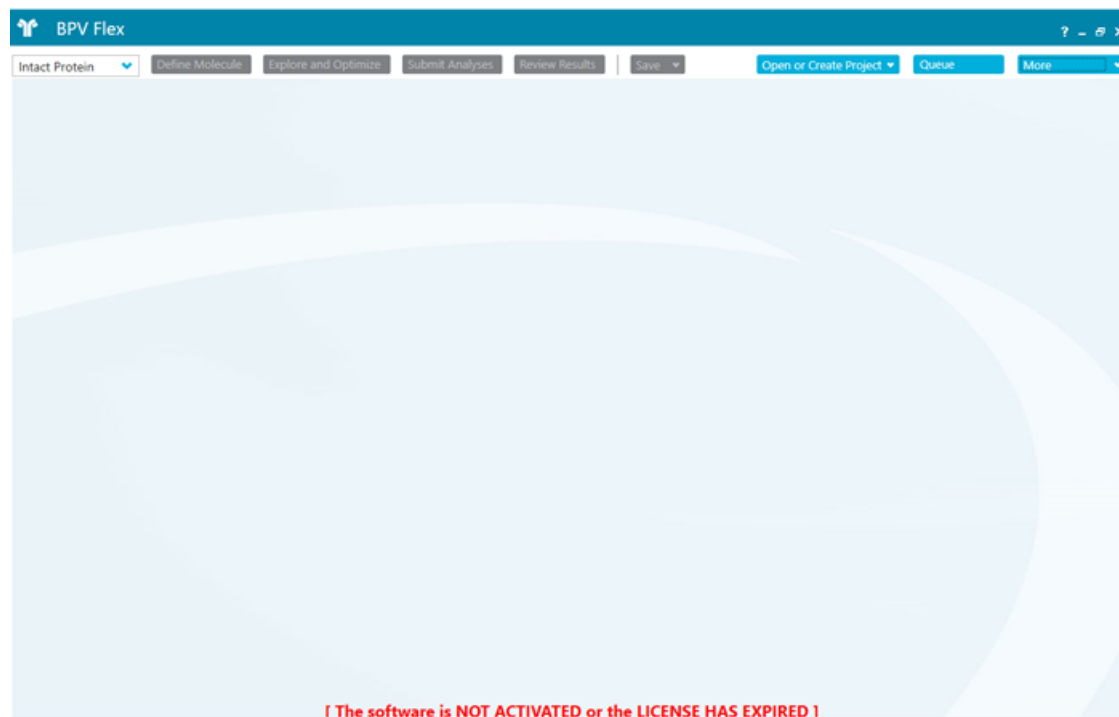 BPV Flex
Intact Protein Define Molecule Explore and Optimize Submit Analyses Review Results Save Open or Create Project Queue More
[ The software is NOT ACTIVATED or the LICENSE HAS EXPIRED ]